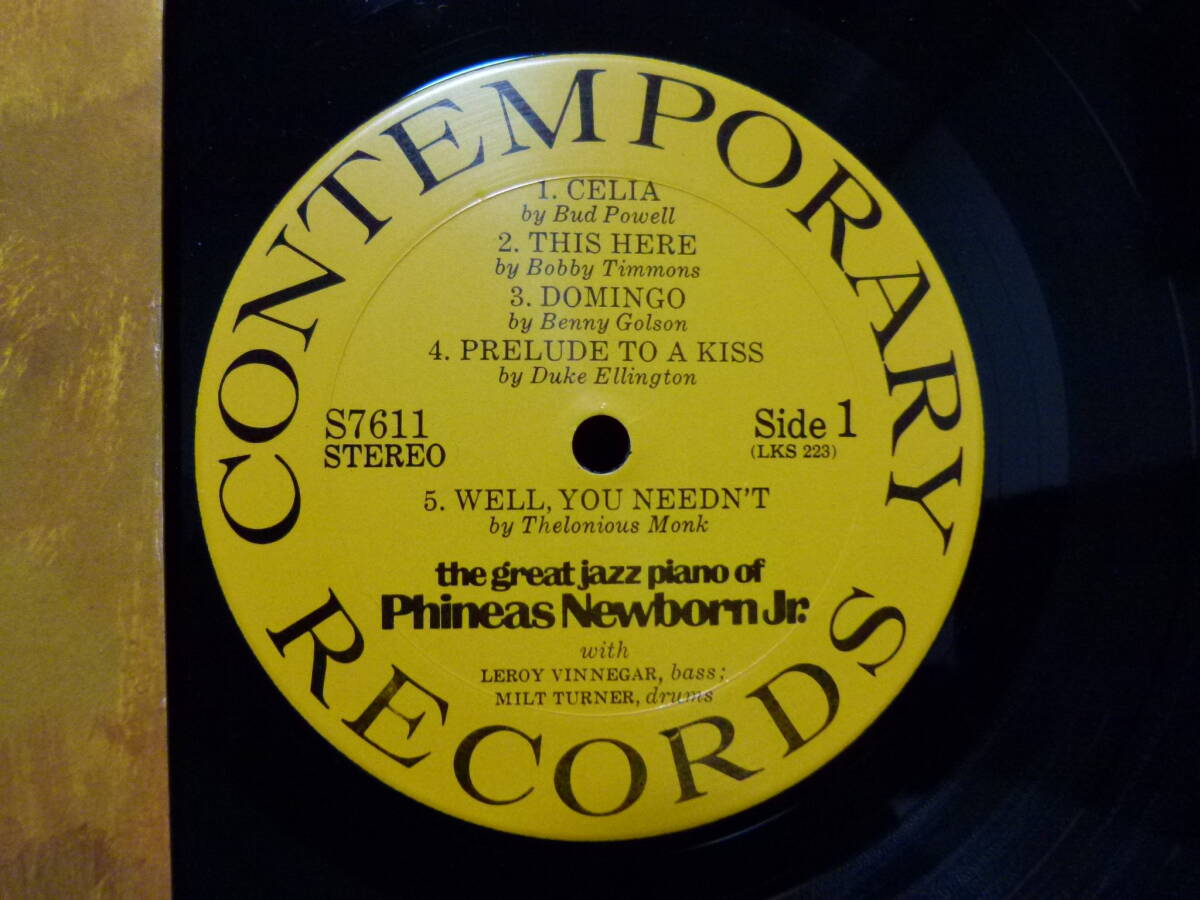 CONTEMPORARY
1. CELIA
by Bud Powell
2. THIS HERE
by Bobby Timmons
3. DOMINGO
by Benny Golson
4. PRELUDE TO A KISS
by Duke Ellington
S7611
STEREO
Side 1
(LKS 223)
5. WELL, YOU NEEDN'T
by Thelonious Monk
the great jazz piano of
Phineas Newborn Jr.
with
LEROY VINNEGAR, bass;
MILT TURNER, drums
RECORDS